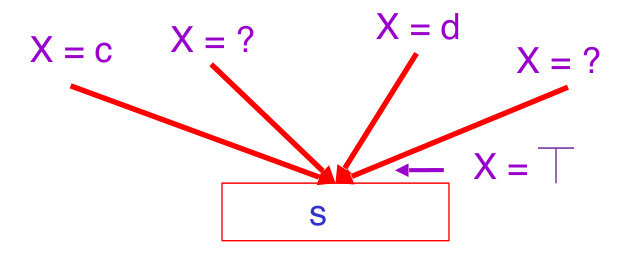 X = c
X = ?
X = d
X = ?
X = ⊤
s